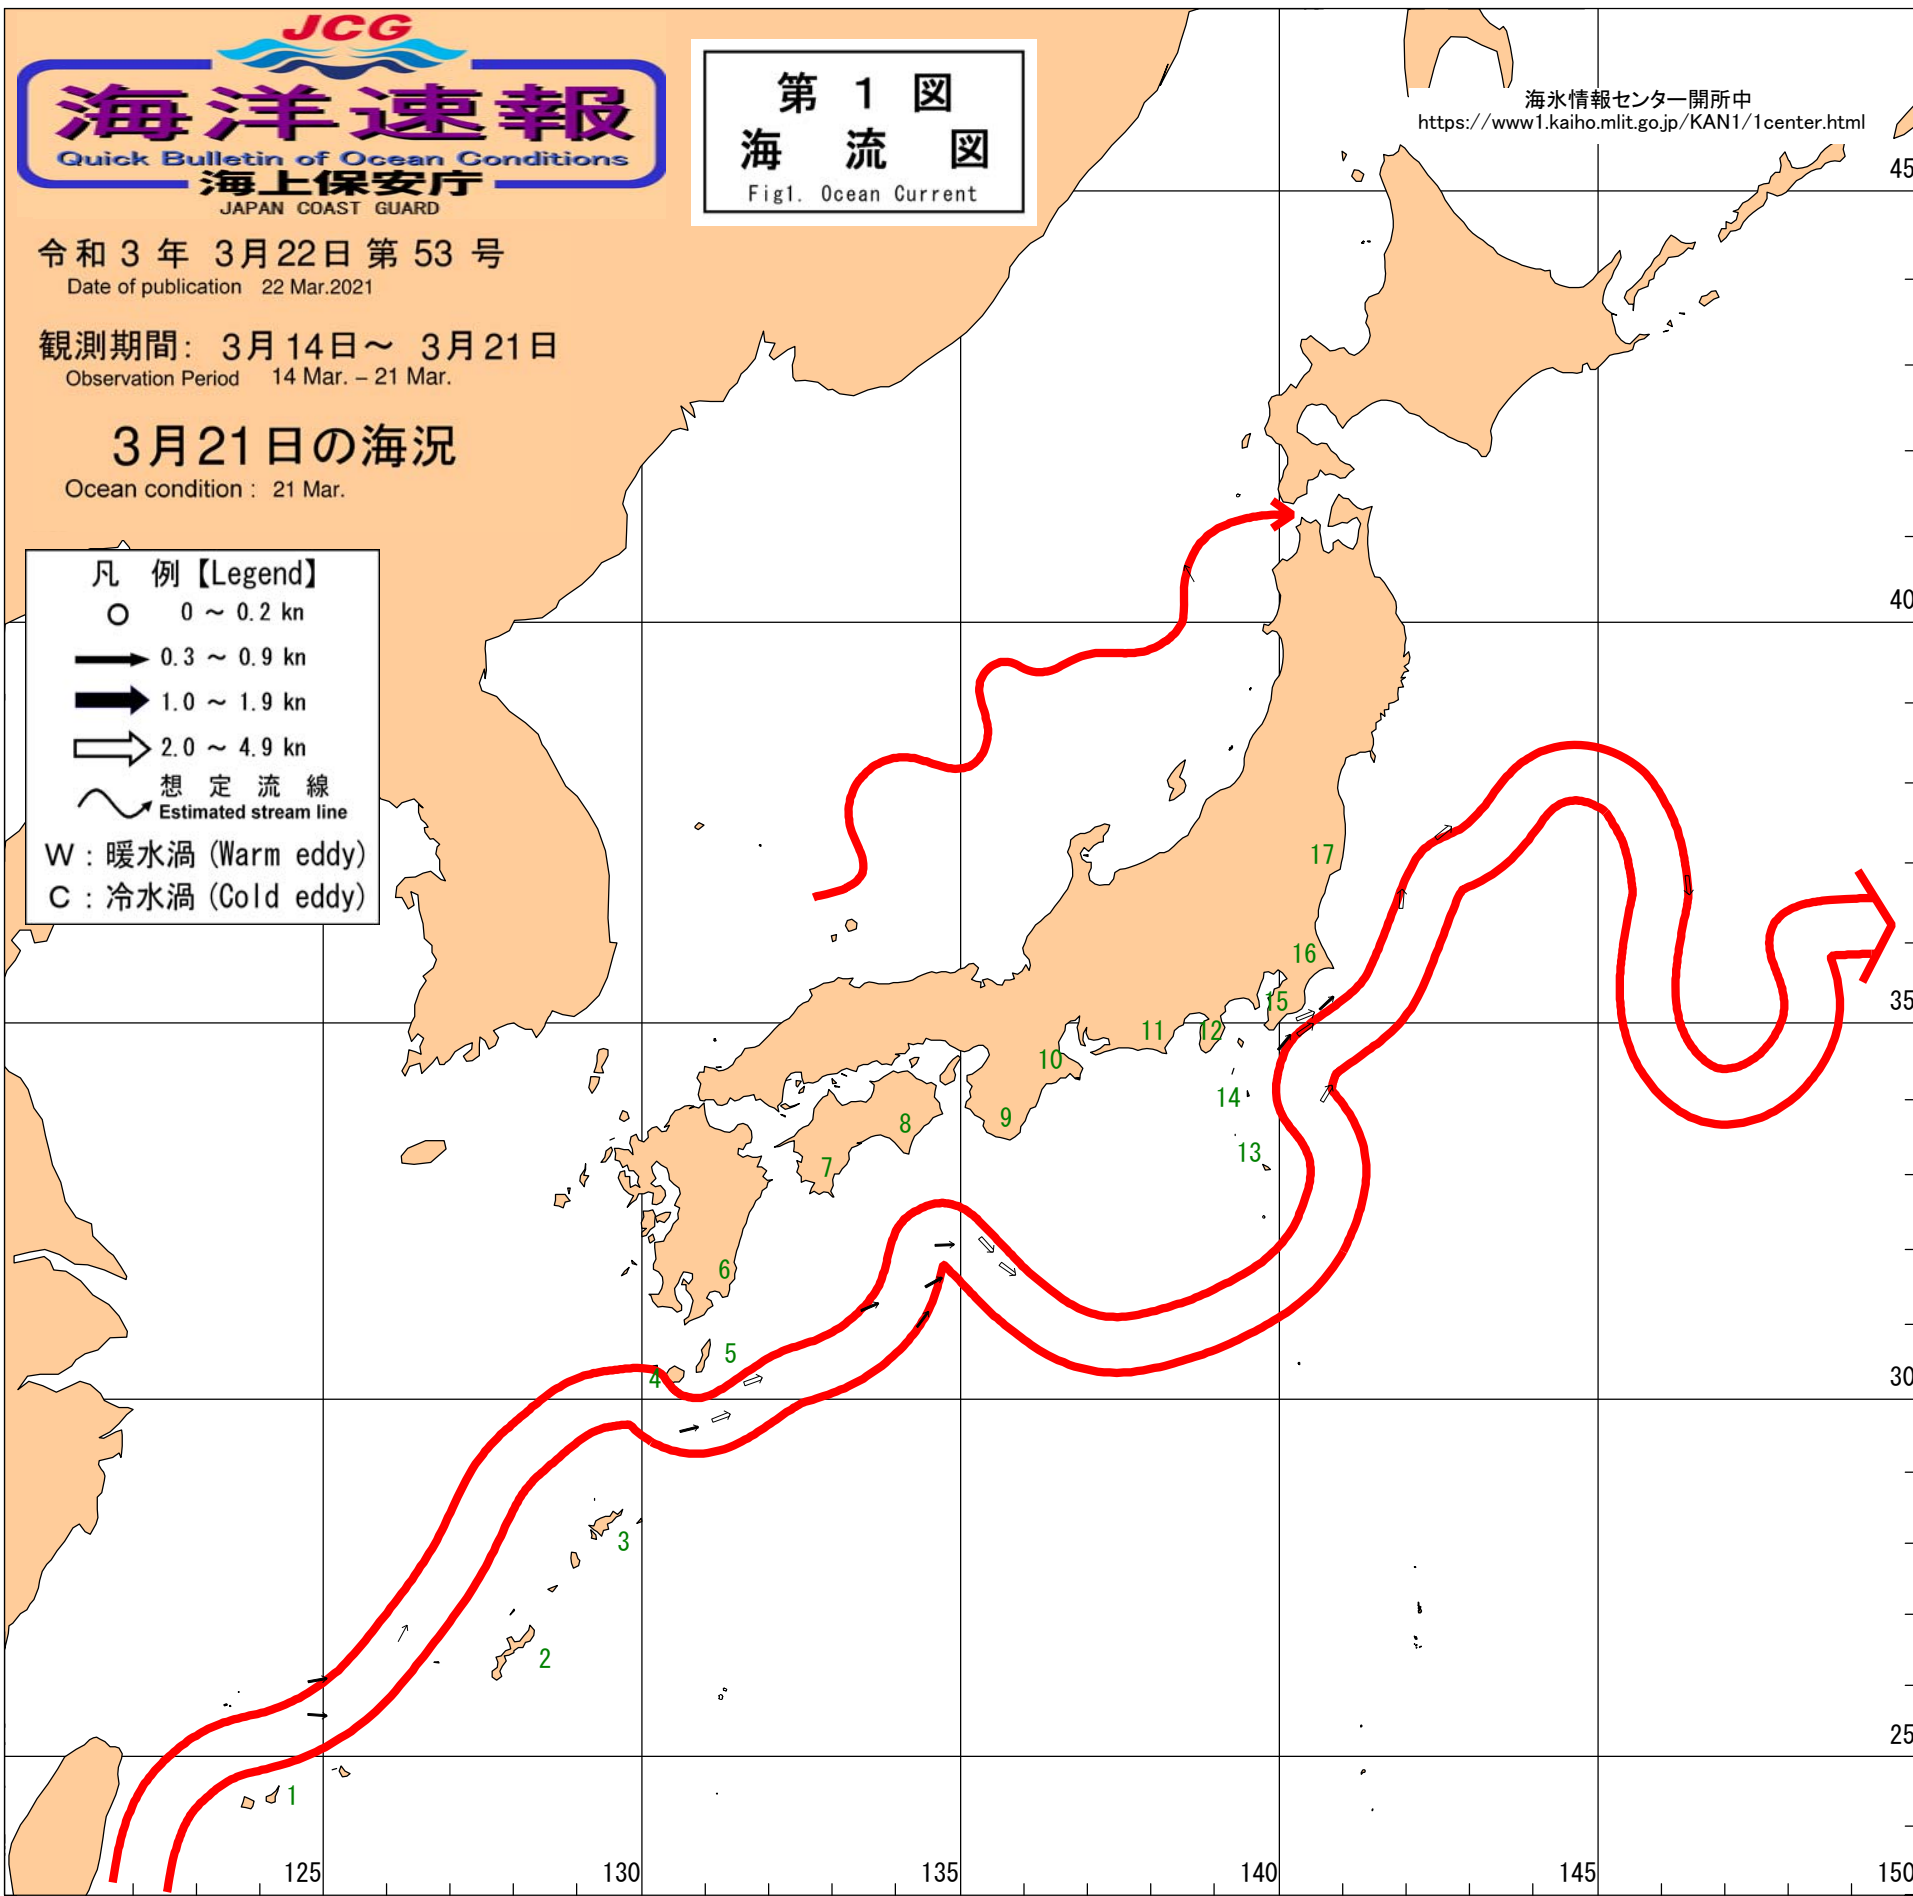 JCG
海洋速報
Quick Bulletin of Ocean Conditions
海上保安庁
JAPAN COAST GUARD
令和 3 年 3月22日 第 53 号
Date of publication 22 Mar.2021
観測期間: 3月14日～ 3月21日
Observation Period 14 Mar. – 21 Mar.
3月21日の海況
Ocean condition : 21 Mar.
第 1 図
海 流 図
Fig1. Ocean Current
海氷情報センター開所中
https://www1.kaiho.mlit.go.jp/KAN1/1center.html
凡 例【Legend】
0 ～ 0.2 kn
0.3 ～ 0.9 kn
1.0 ～ 1.9 kn
2.0 ～ 4.9 kn
想 定 流 線
Estimated stream line
W : 暖水渦 (Warm eddy)
C : 冷水渦 (Cold eddy)
45
40
35
30
25
17
16
15
14
13
12
11
10
9
8
7
6
5
4
3
2
1
125
130
135
140
145
150